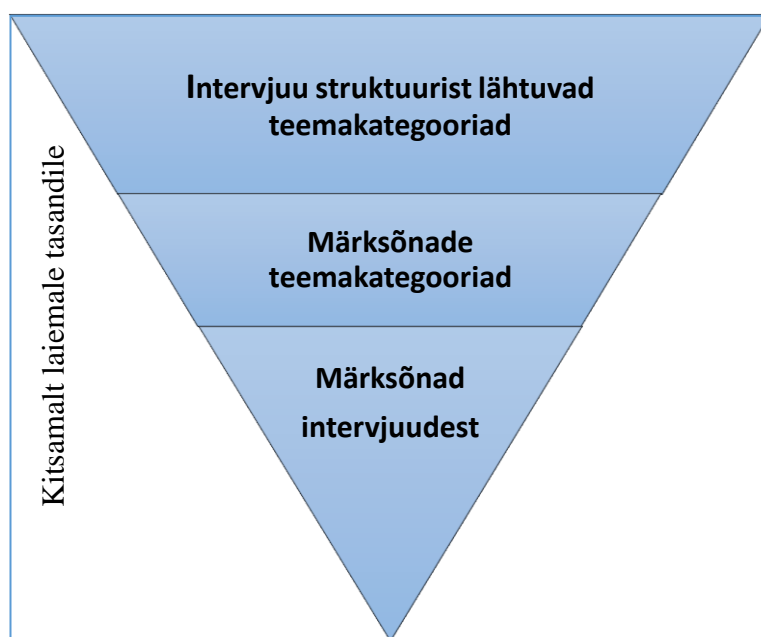 Intervjuu struktuurist lähtuvad
teemakategooriad
Märksõnade
teemakategooriad
Märksõnad
intervjuudest
Kitsamalt laiemale tasandile